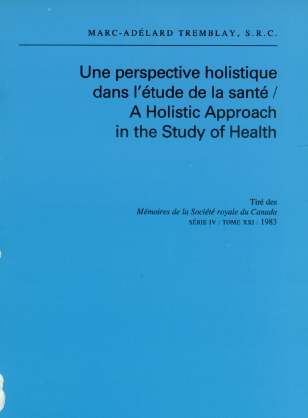 MARC-ADÉLARD TREMBLAY, S.R.C.
Une perspective holistique
dans l'étude de la santé /
A Holistic Approach
in the Study of Health
Tiré des
Mémoires de la Société royale du Canada
SÉRIE IV / TOME XXI / 1983